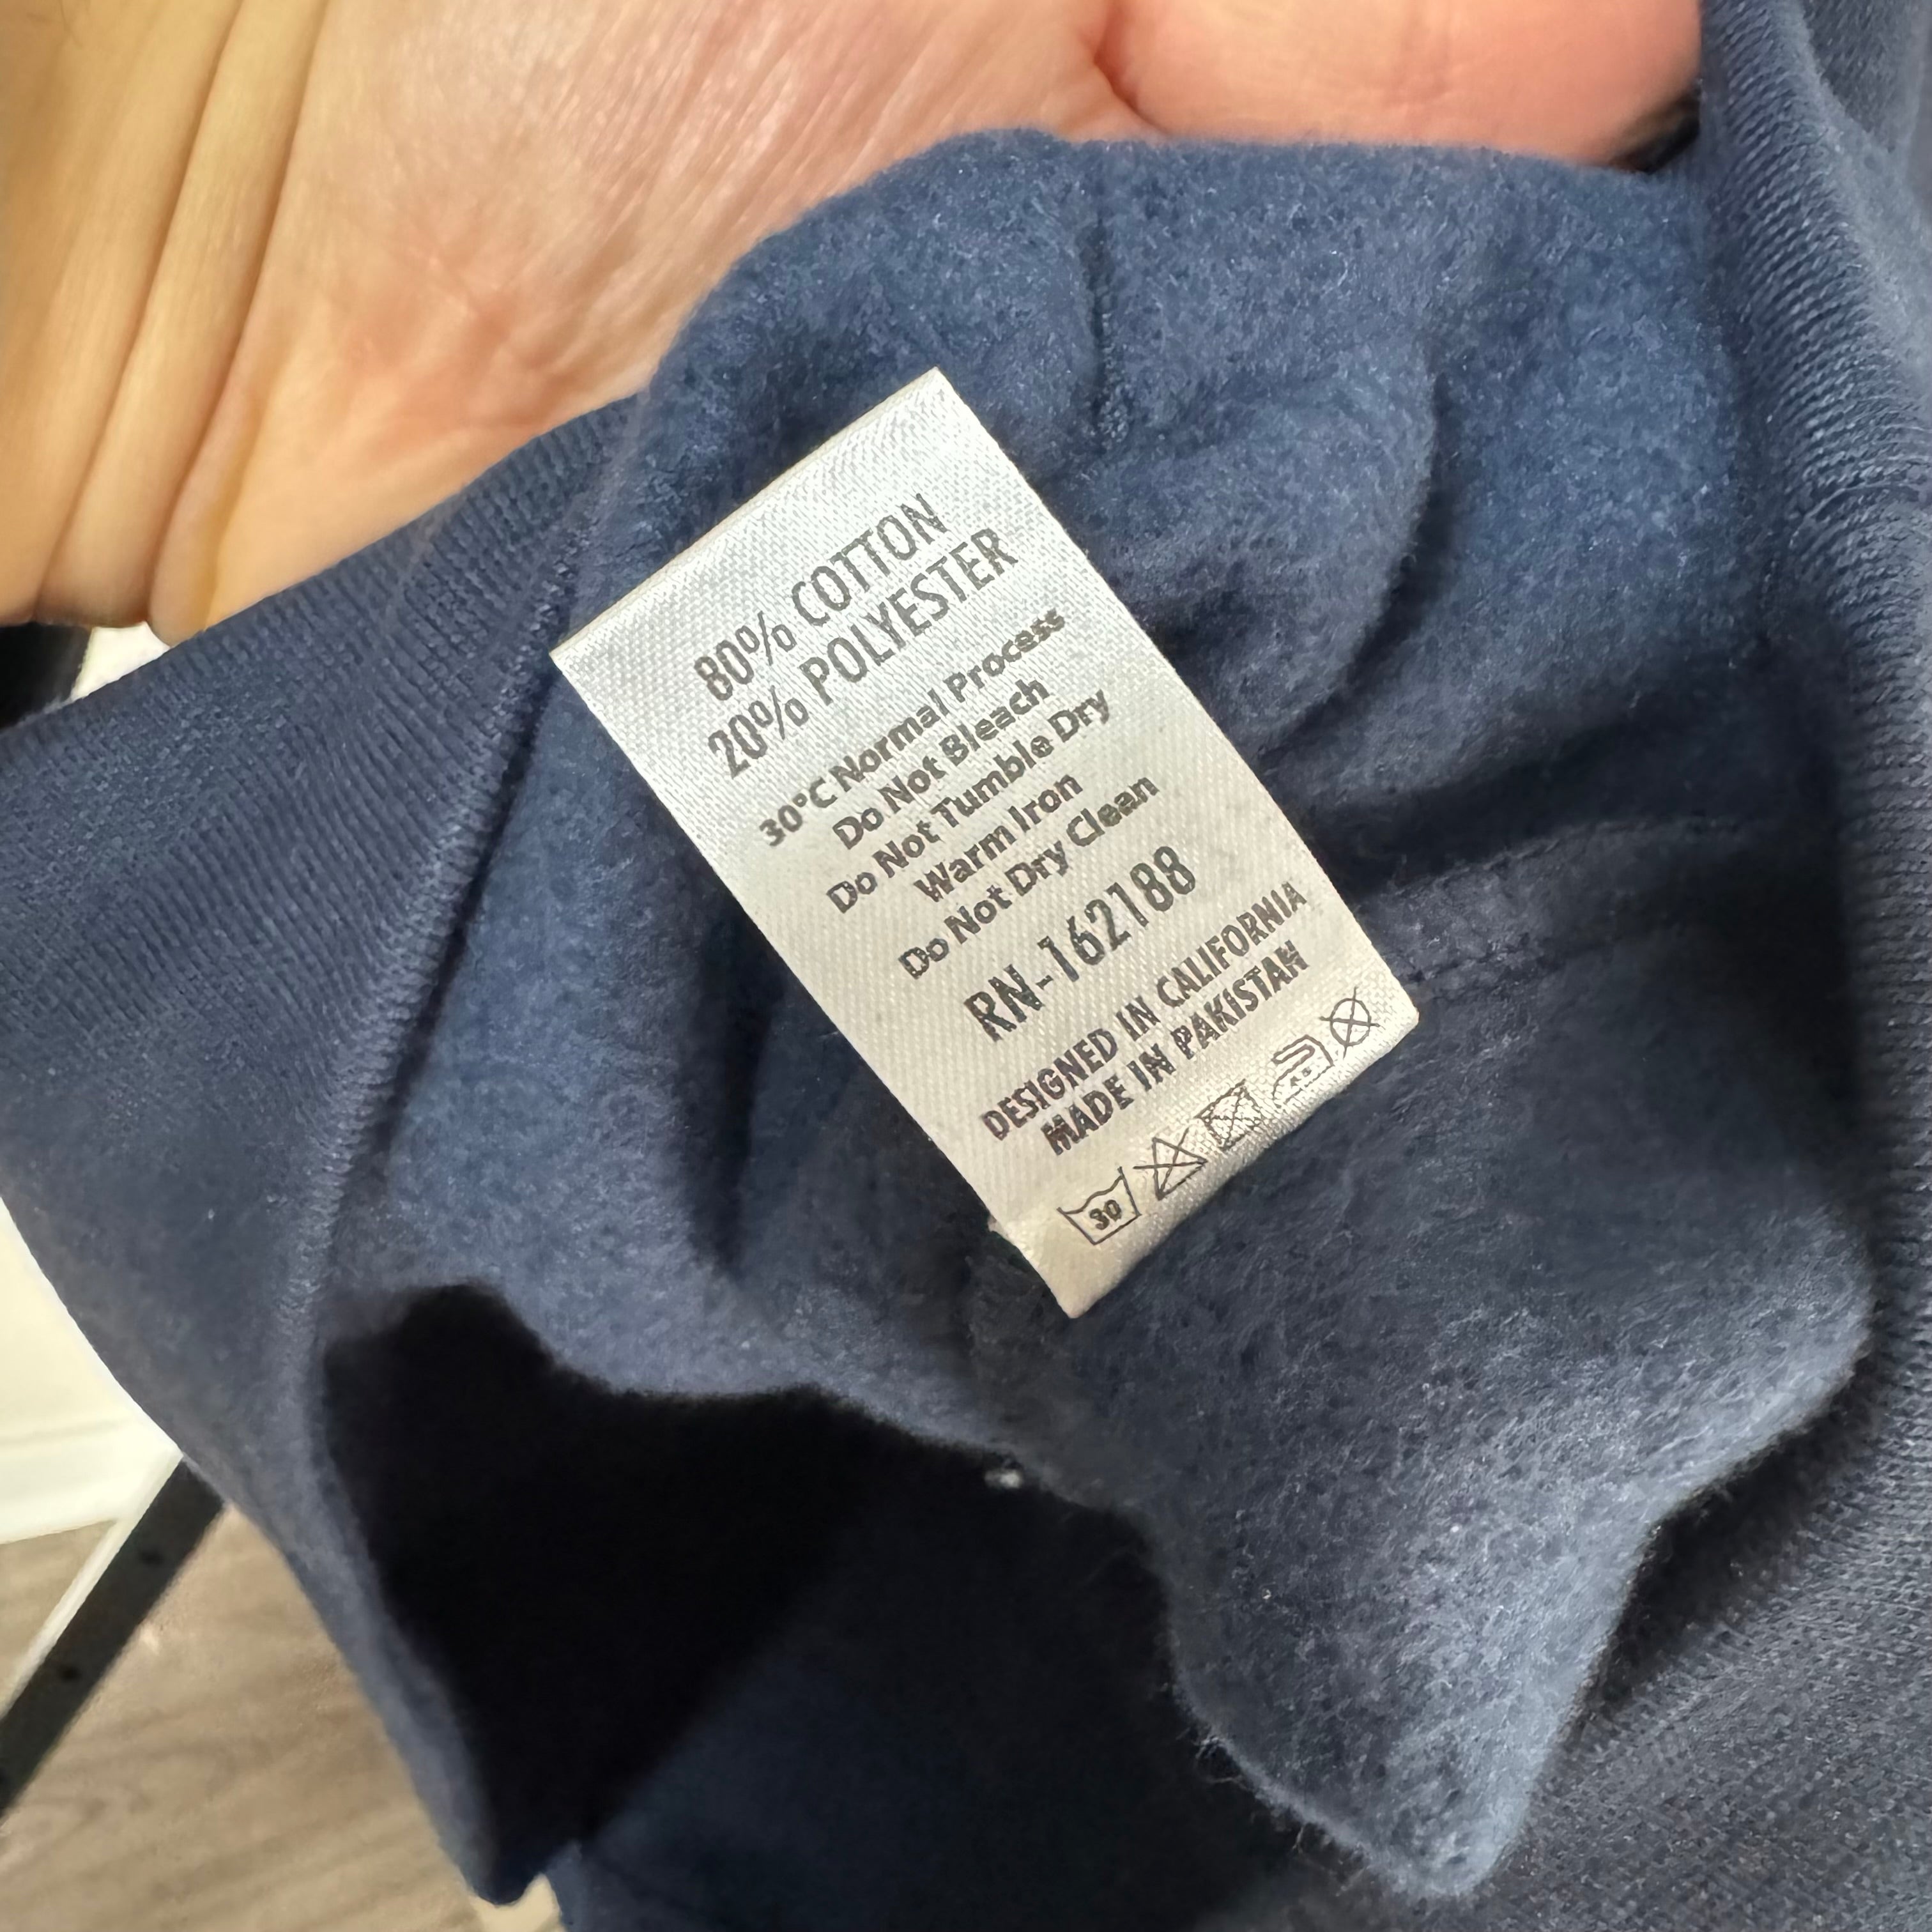 80% COTTON
20% POLYESTER
30°C Normal Process
Do Not Bleach
Do Not Tumble Dry
Warm Iron
Do Not Dry Clean
RN-162188
DESIGNED IN CALIFORNIA
MADE IN PAKISTAN
30